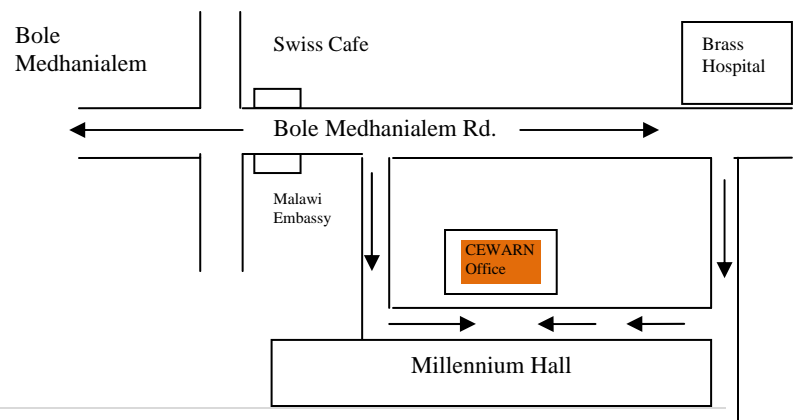 Bole
Medhanialem
Swiss Cafe
Brass
Hospital
Bole Medhanialem Rd.
Malawi
Embassy
CEWARN
Office
Millennium Hall